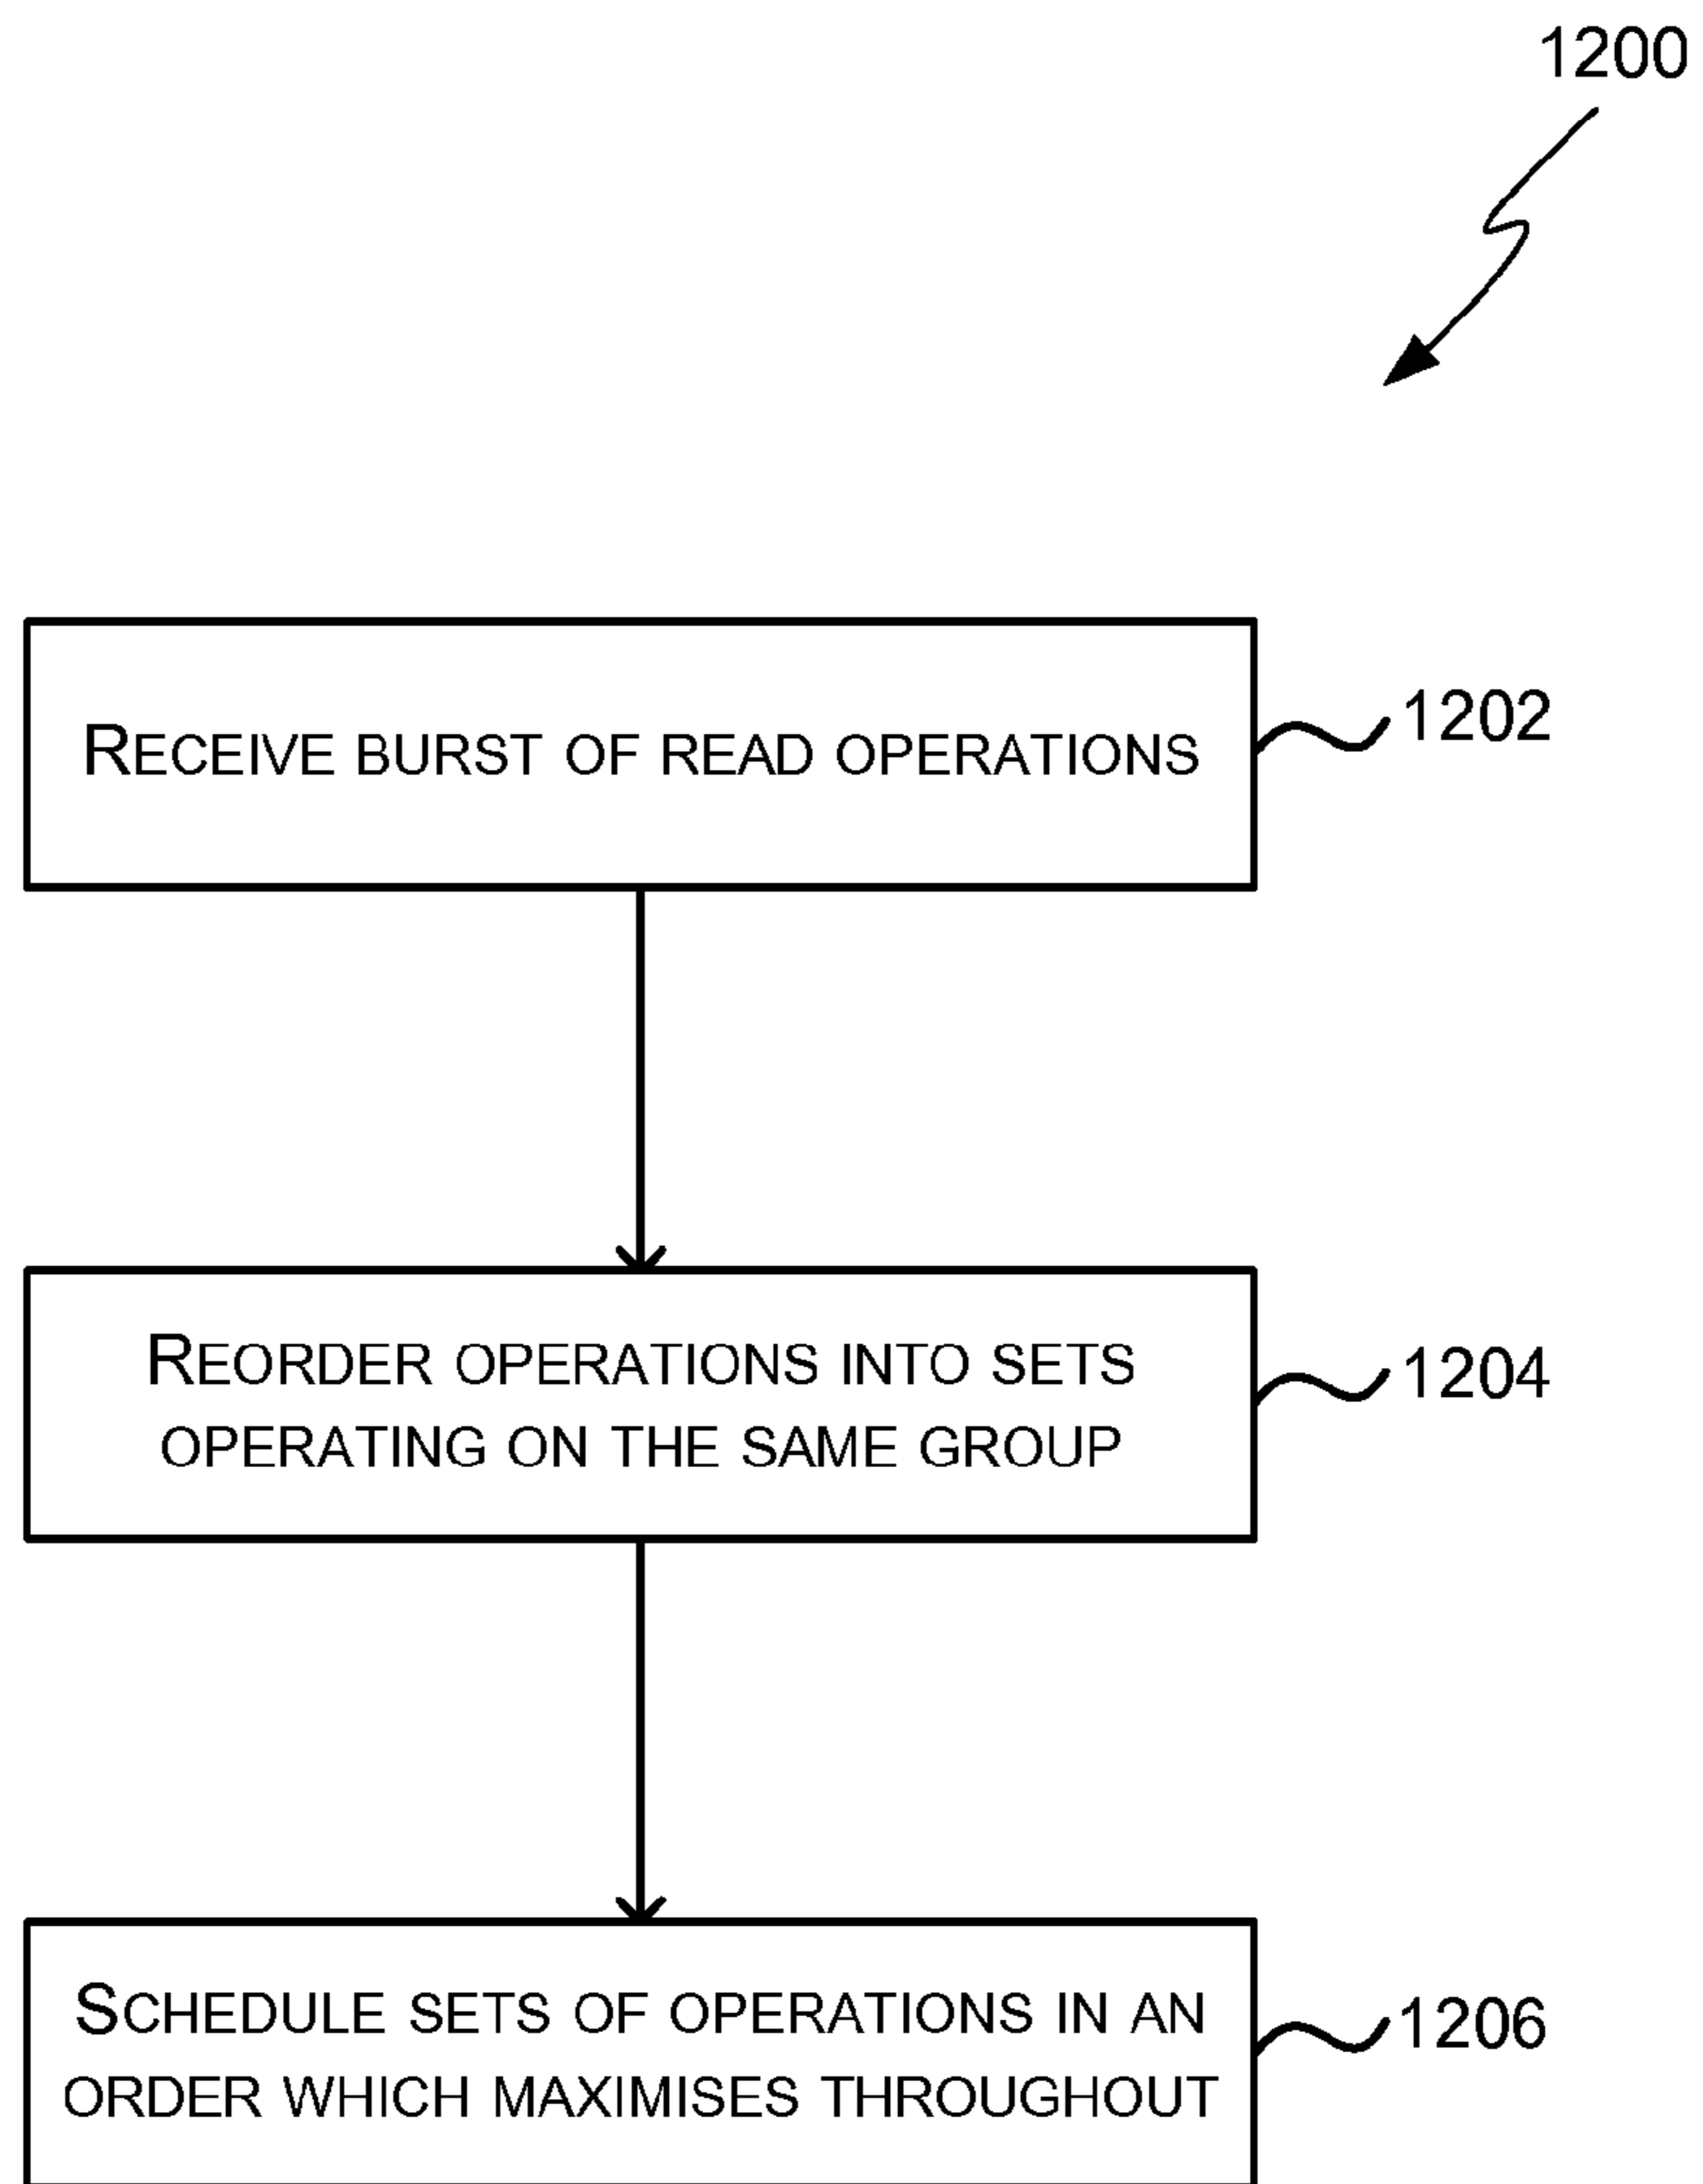 1200
RECEIVE BURST OF READ OPERATIONS
1202
REORDER OPERATIONS INTO SETS
OPERATING ON THE SAME GROUP
1204
SCHEDULE SETS OF OPERATIONS IN AN
ORDER WHICH MAXIMISES THROUGHOUT
1206